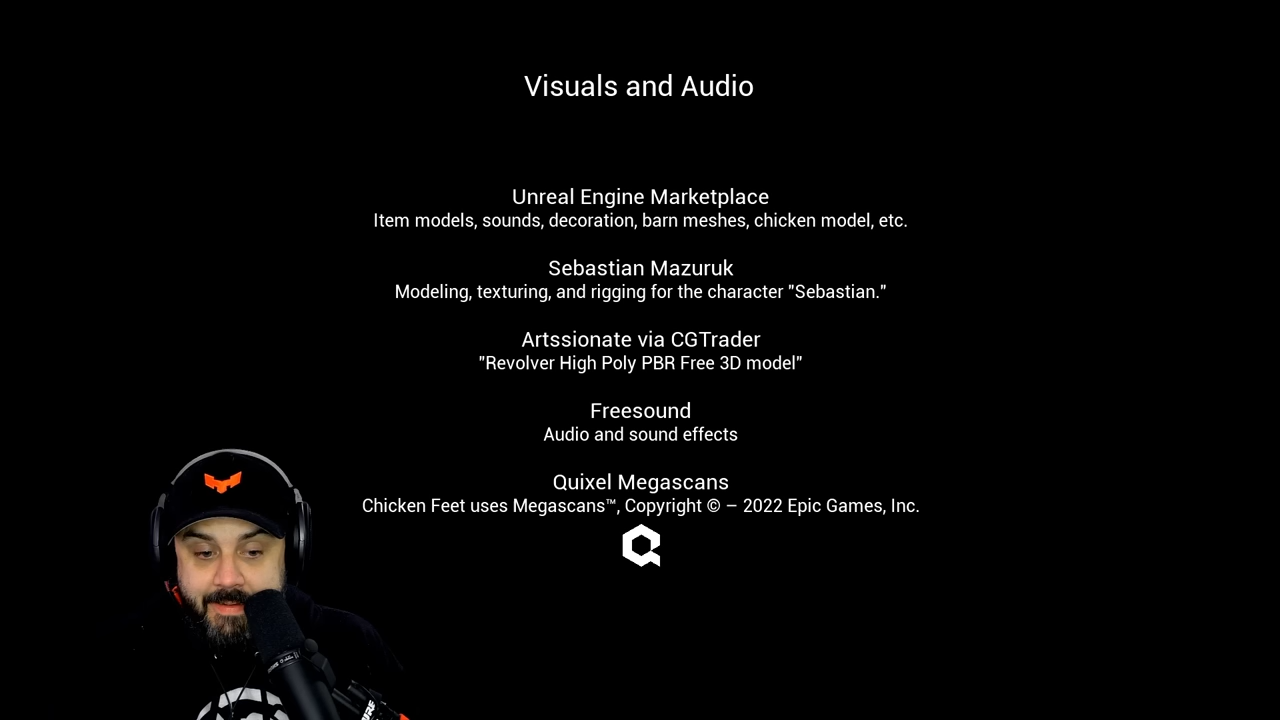 Visuals and Audio
Unreal Engine Marketplace
Item models, sounds, decoration, barn meshes, chicken model, etc.
Sebastian Mazuruk
Modeling, texturing, and rigging for the character "Sebastian."
Artssionate via CGTrader
"Revolver High Poly PBR Free 3D model"
Freesound
Audio and sound effects
Quixel Megascans
Chicken Feet uses Megascans™, Copyright © – 2022 Epic Games, Inc.